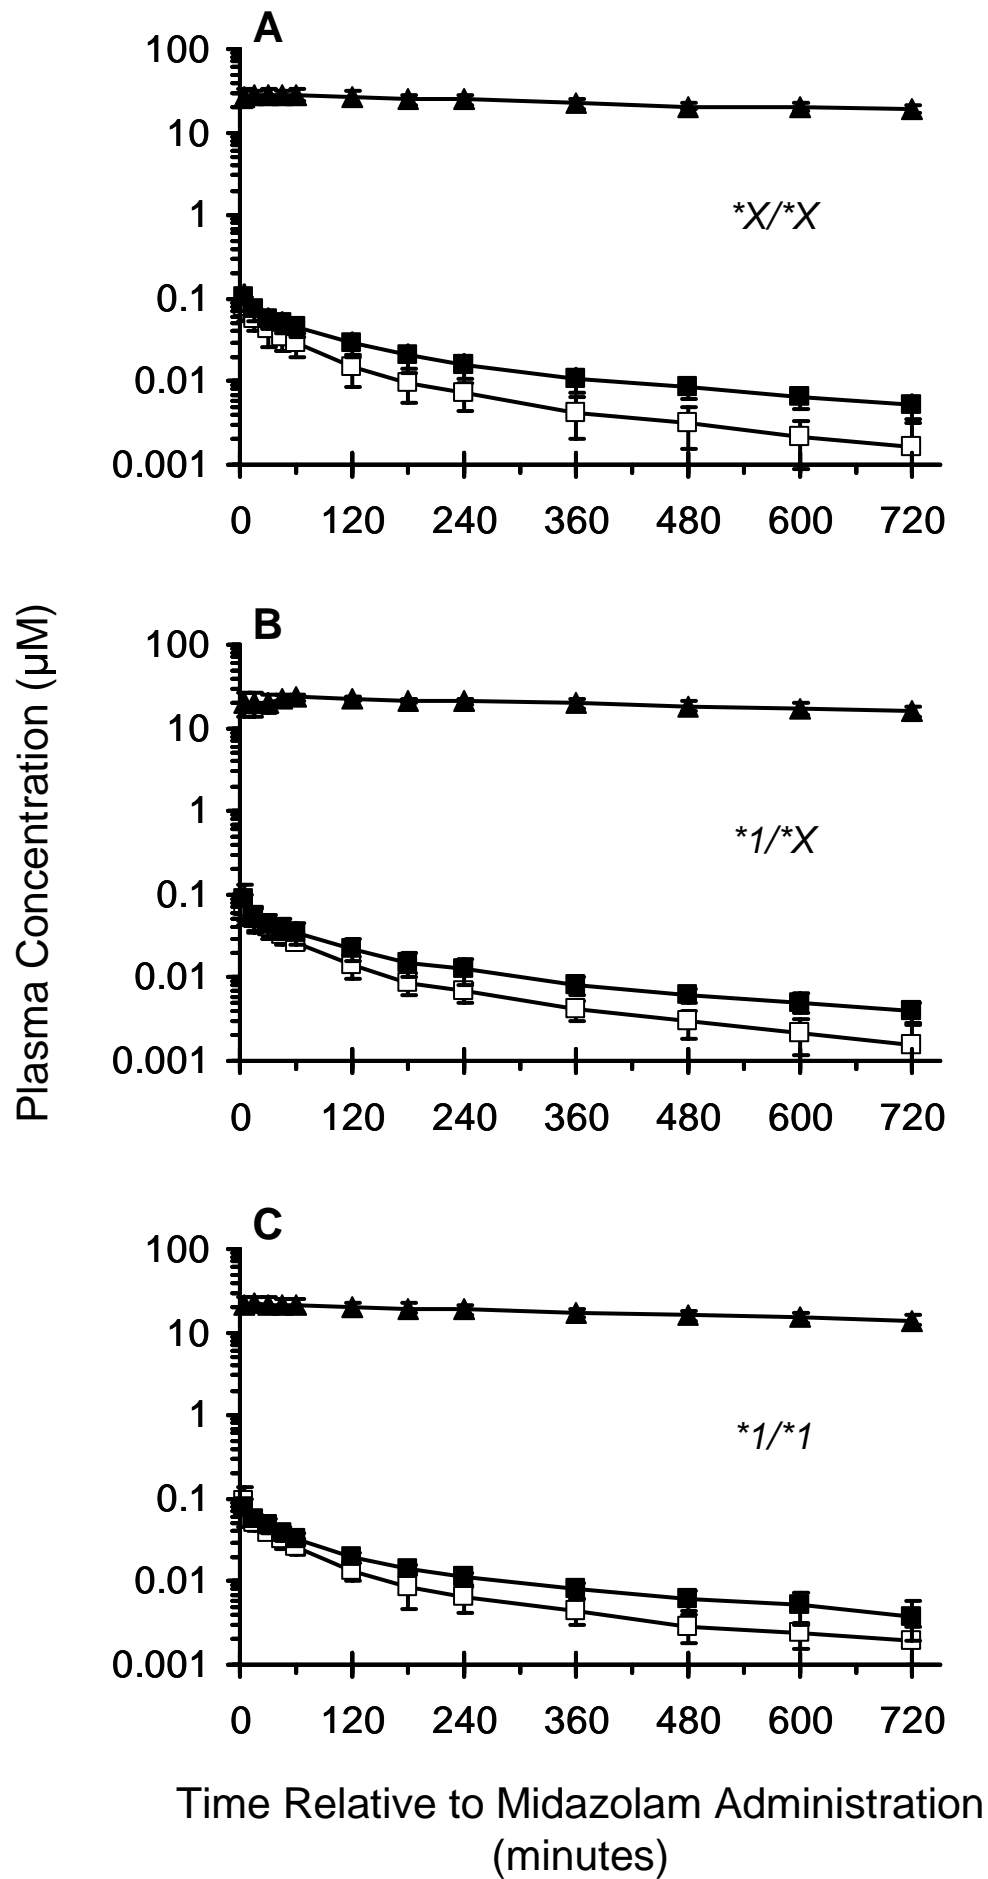 A
100
10
1
0.1
0.01
0.001
*X/*X
0 120 240 360 480 600 720
B
100
10
1
0.1
0.01
0.001
*1/*X
0 120 240 360 480 600 720
Plasma Concentration (μM)
C
100
10
1
0.1
0.01
0.001
*1/*1
0 120 240 360 480 600 720
Time Relative to Midazolam Administration
(minutes)